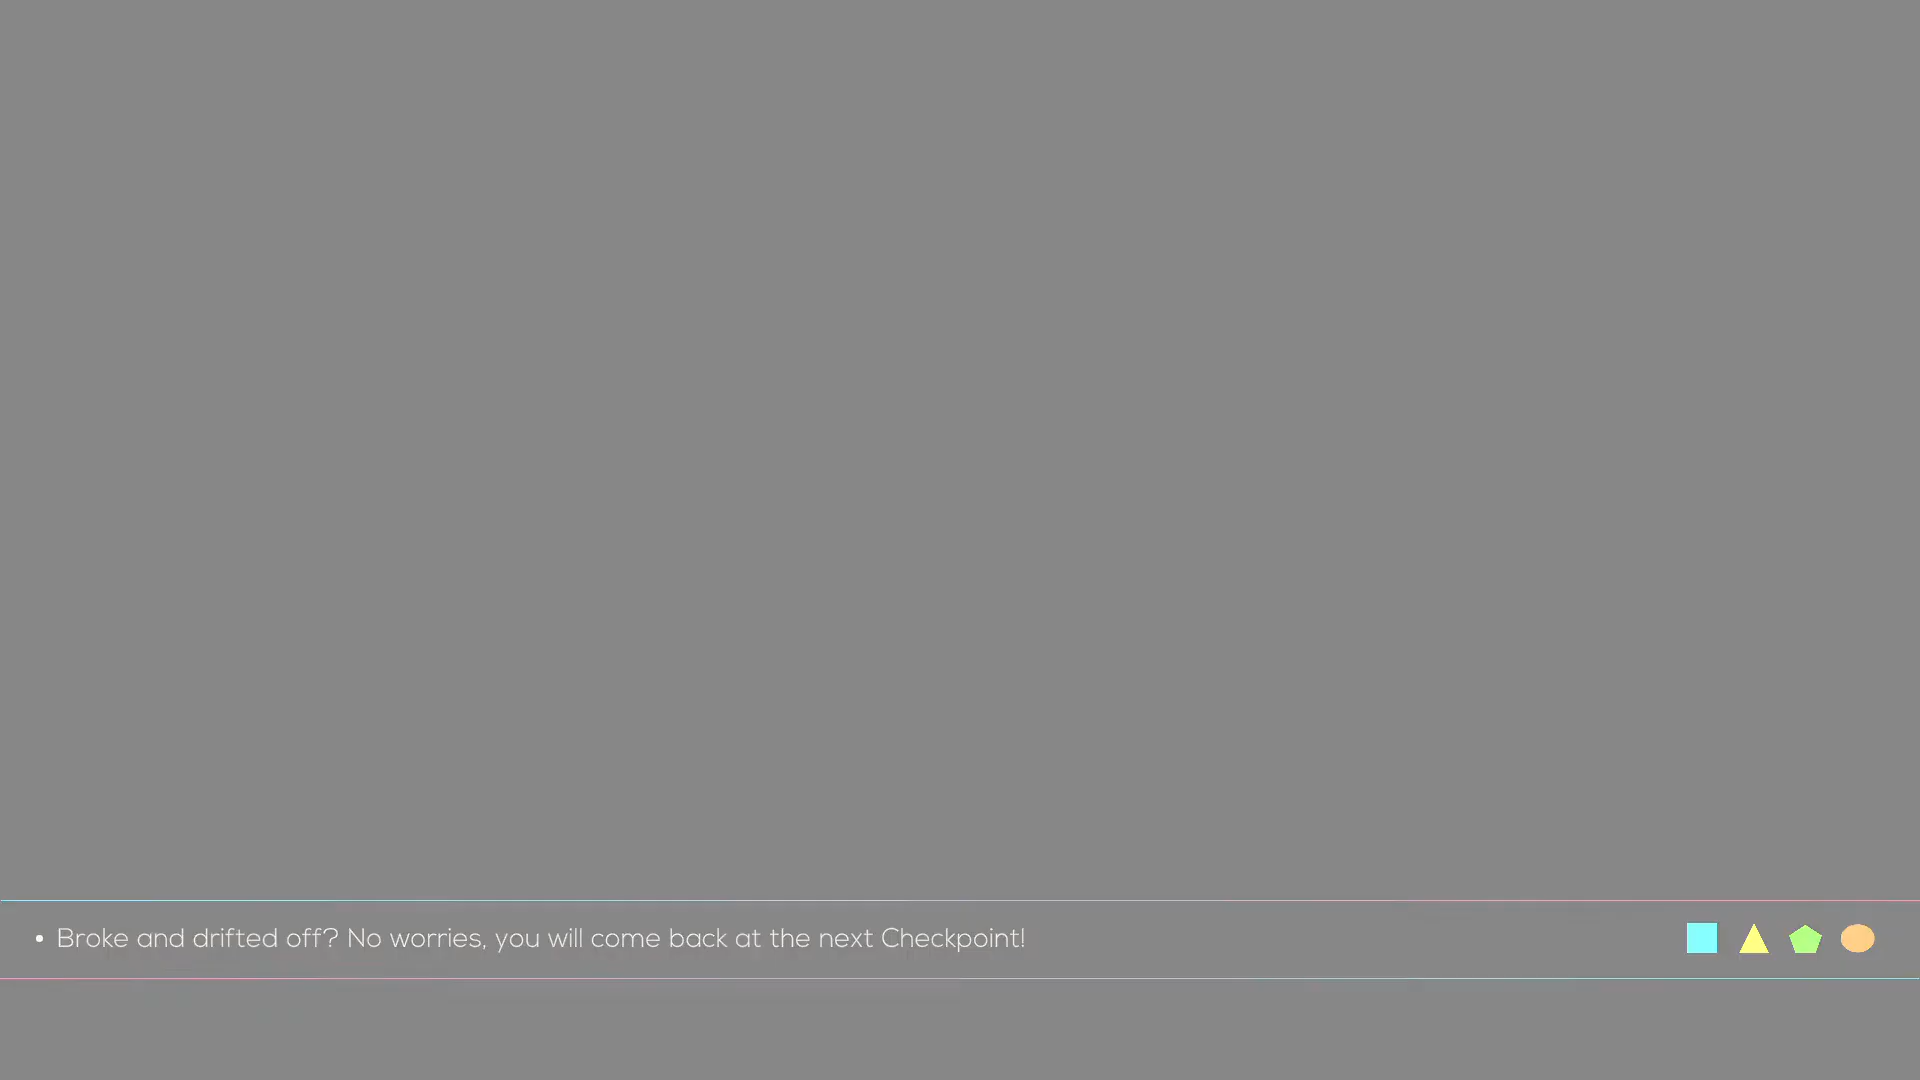 • Broke and drifted off? No worries, you will come back at the next Checkpoint!